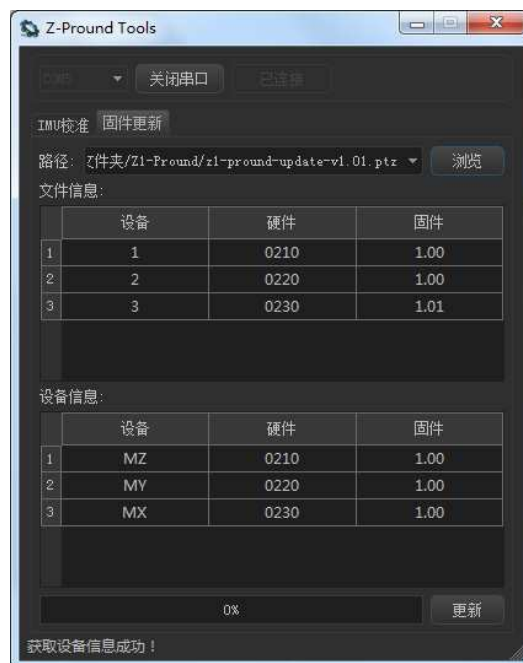 Z-Pround Tools
COM5 关闭串口 已连接
IMU校准 固件更新
路径: 件夹/Z1-Pround/z1-pround-update-v1.01.ptz 浏览
文件信息:
设备 硬件 固件
1 1 0210 1.00
2 2 0220 1.00
3 3 0230 1.01
设备信息:
设备 硬件 固件
1 MZ 0210 1.00
2 MY 0220 1.00
3 MX 0230 1.00
0% 更新
获取设备信息成功！